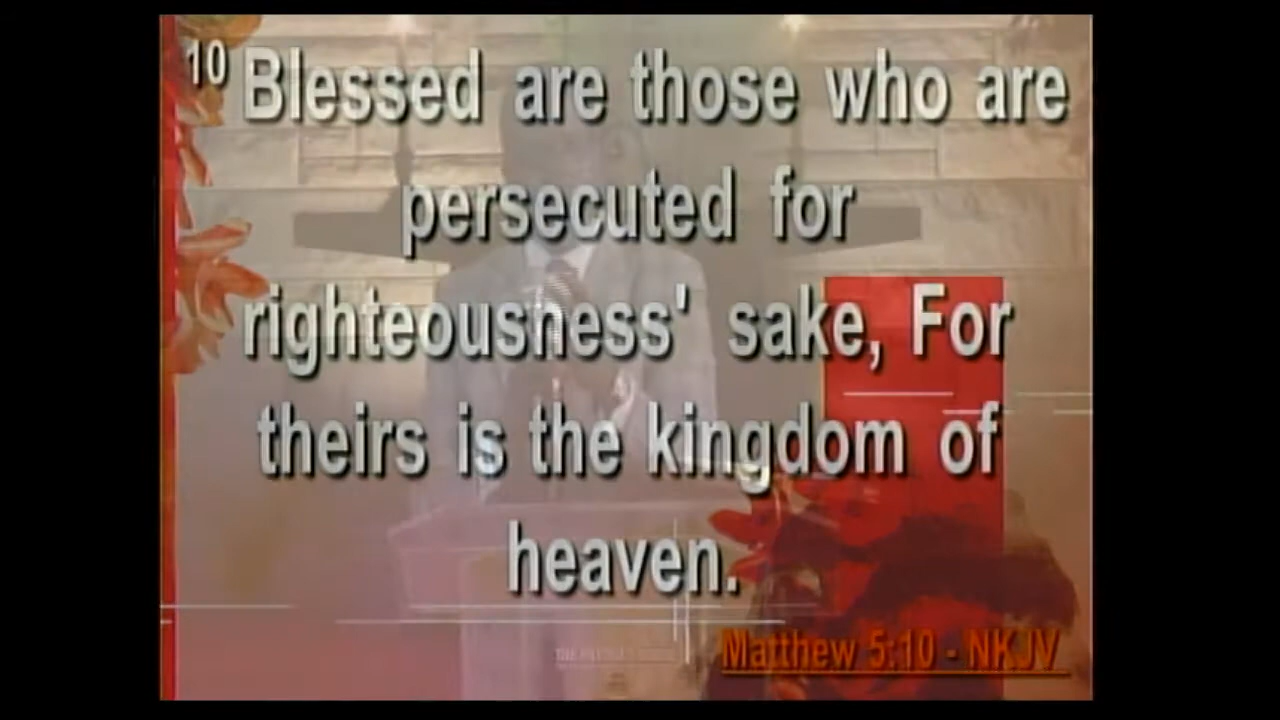 10 Blessed are those who are
persecuted for
righteousness' sake, For
theirs is the kingdom of
heaven.
Matthew 5:10 - NKJV